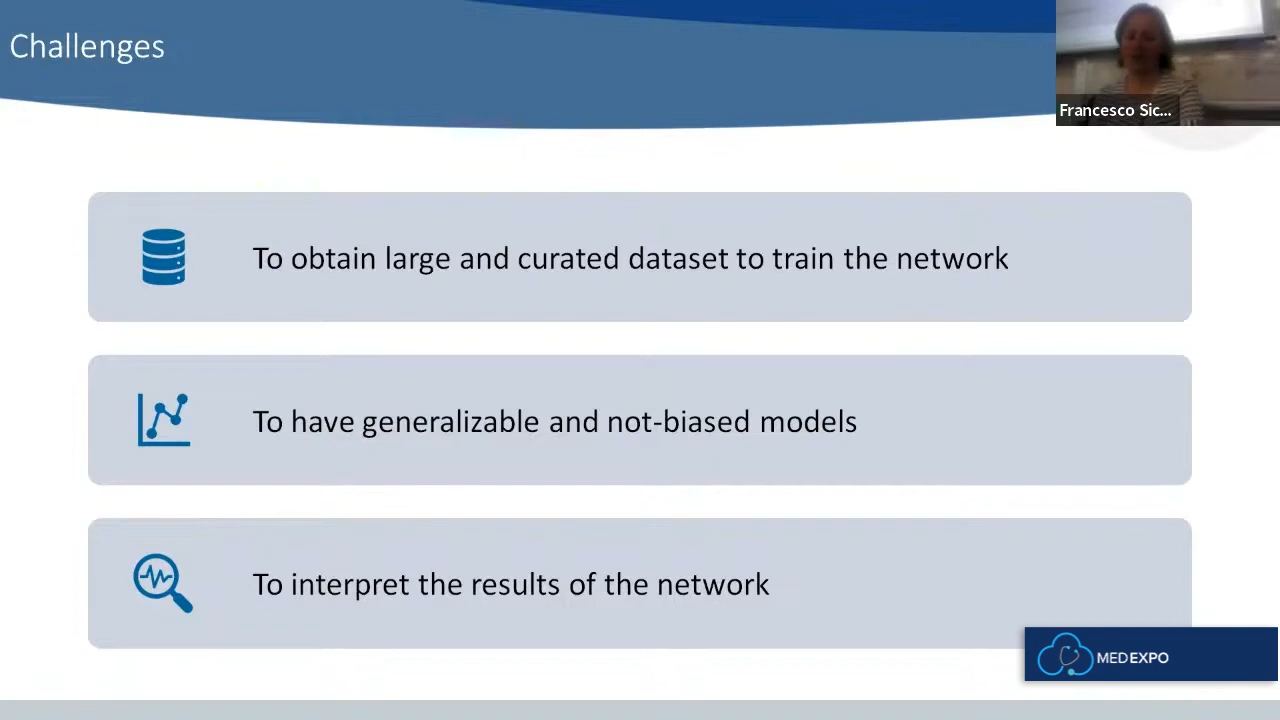 Challenges
Francesco Sic...
To obtain large and curated dataset to train the network
To have generalizable and not-biased models
To interpret the results of the network
MEDEXPO